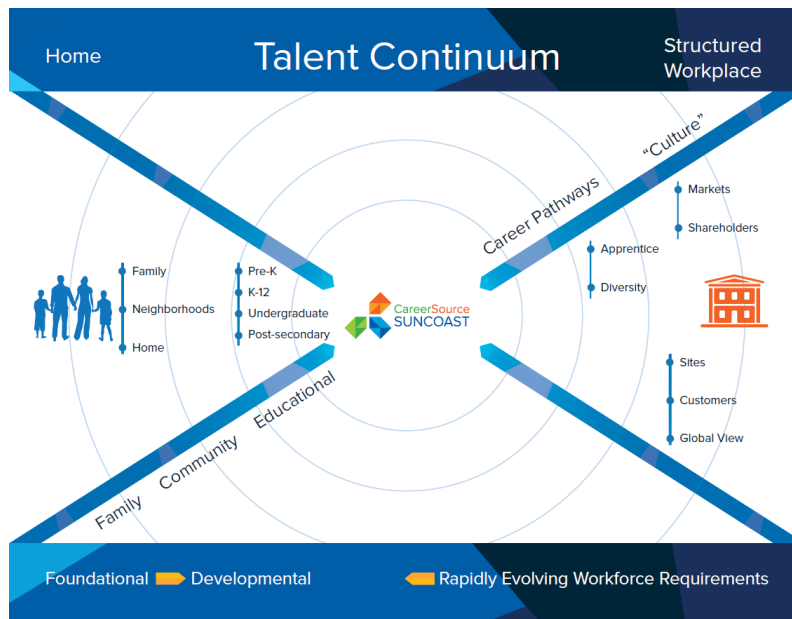 Home
Talent Continuum
Structured
Workplace
"Culture"
Career Pathways
Markets
Shareholders
Apprentice
Diversity
Family
Neighborhoods
Home
Pre-K
K-12
Undergraduate
Post-secondary
CareerSource
SUNCOAST
Sites
Customers
Global View
Educational
Community
Family
Foundational
Developmental
Rapidly Evolving Workforce Requirements